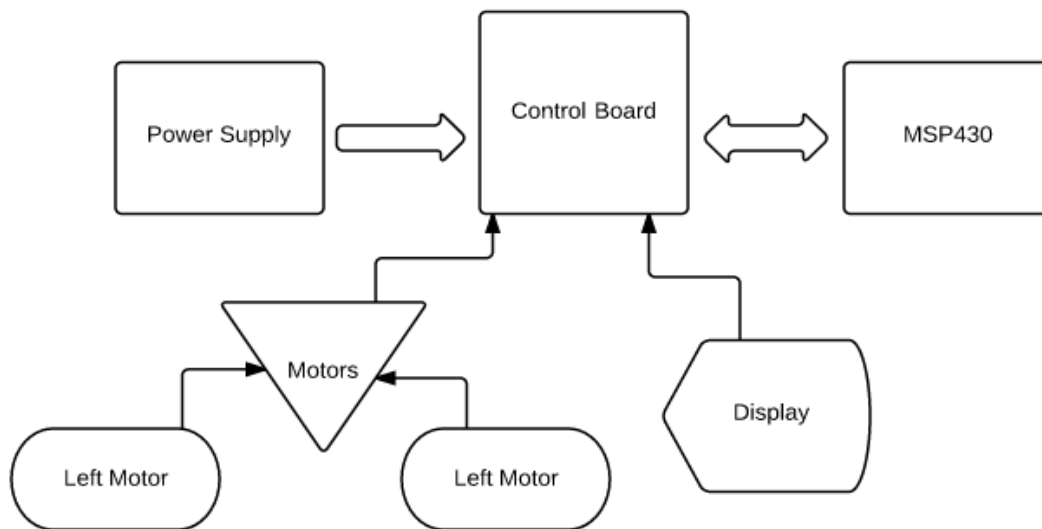 Control Board
Power Supply
MSP430
Motors
Display
Left Motor
Left Motor